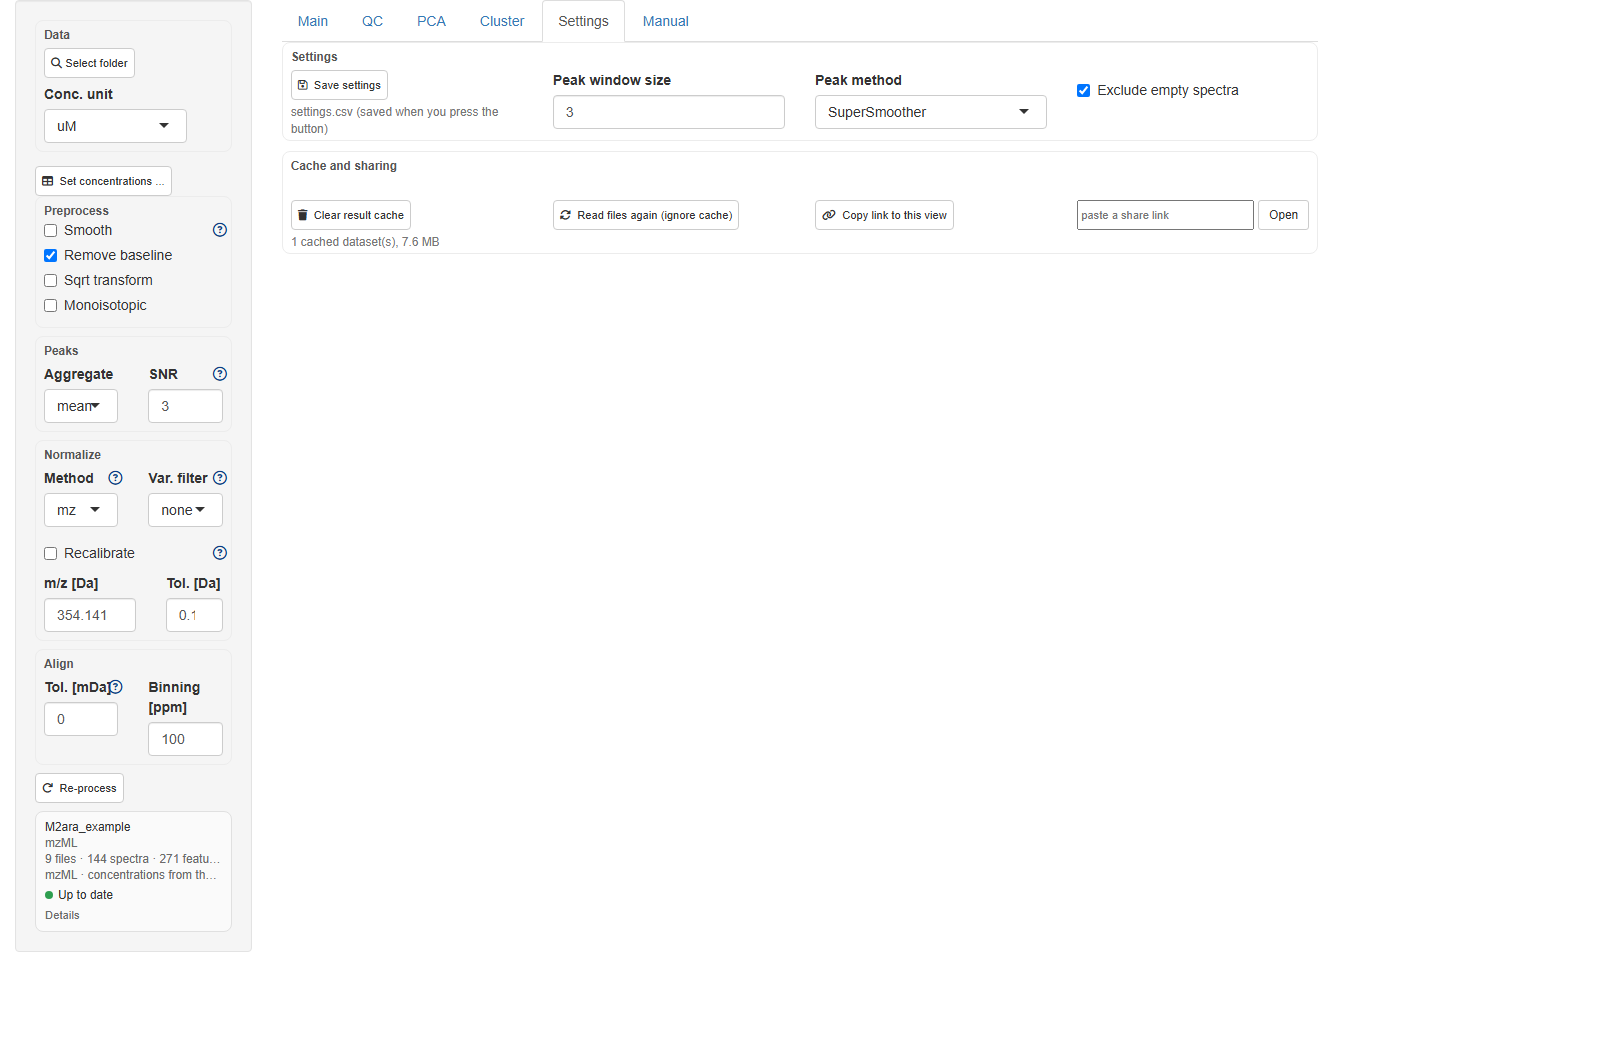 Data
Select folder
Conc. unit
uM
Set concentrations ...
Preprocess
Smooth
Remove baseline
Sqrt transform
Monoisotopic
Peaks
Aggregate SNR
mean 3
Normalize
Method Var. filter
mz none
Recalibrate
m/z [Da] Tol. [Da]
354.141 0.1
Align
Tol. [mDa] Binning [ppm]
0 100
Re-process
M2ara_example
mzML
9 files · 144 spectra · 271 featu...
mzML · concentrations from th...
Up to date
Details
Main QC PCA Cluster Settings Manual
Settings
Save settings
settings.csv (saved when you press the
button)
Peak window size
3
Peak method
SuperSmoother
Exclude empty spectra
Cache and sharing
Clear result cache
1 cached dataset(s), 7.6 MB
Read files again (ignore cache)
Copy link to this view
paste a share link
Open